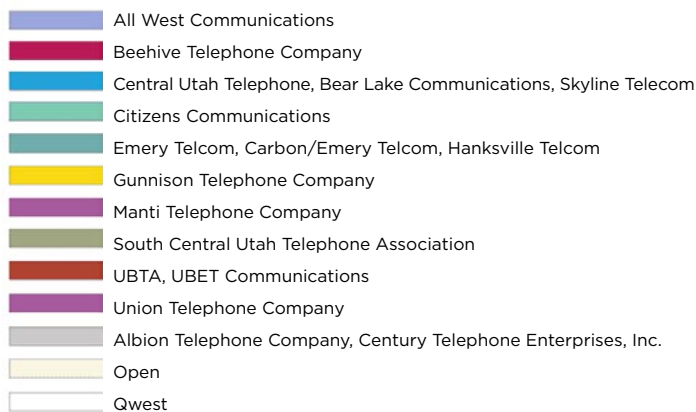 All West Communications
Beehive Telephone Company
Central Utah Telephone, Bear Lake Communications, Skyline Telecom
Citizens Communications
Emery Telcom, Carbon/Emery Telcom, Hanksville Telcom
Gunnison Telephone Company
Manti Telephone Company
South Central Utah Telephone Association
UBTA, UBET Communications
Union Telephone Company
Albion Telephone Company, Century Telephone Enterprises, Inc.
Open
Qwest